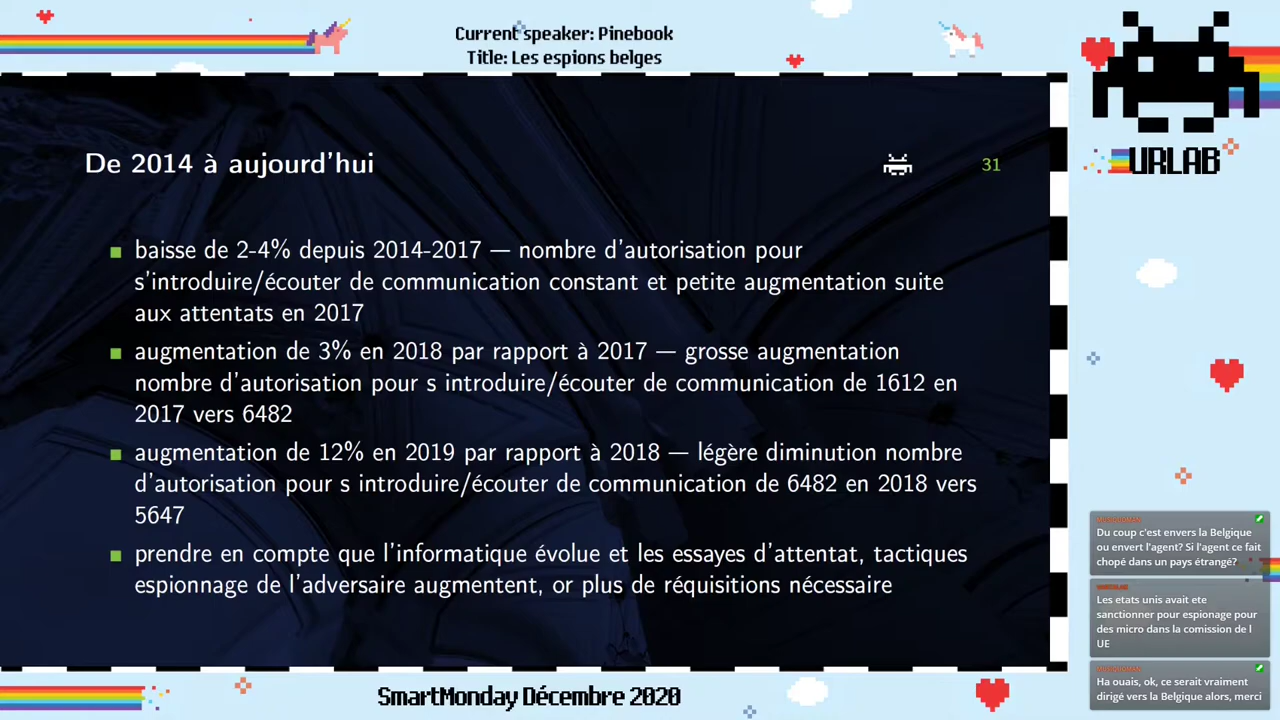 Current speaker: Pinebook
Title: Les espions belges
URLAB
De 2014 à aujourd'hui
31
baisse de 2-4% depuis 2014-2017 — nombre d'autorisation pour
s'introduire/écouter de communication constant et petite augmentation suite
aux attentats en 2017
augmentation de 3% en 2018 par rapport à 2017 — grosse augmentation
nombre d'autorisation pour s introduire/écouter de communication de 1612 en
2017 vers 6482
augmentation de 12% en 2019 par rapport à 2018 — légère diminution nombre
d'autorisation pour s introduire/écouter de communication de 6482 en 2018 vers
5647
prendre en compte que l'informatique évolue et les essayes d'attentat, tactiques
espionnage de l'adversaire augmentent, or plus de réquisitions nécessaire
Du coup c'est envers la Belgique
ou envert l'agent? Si l'agent ce fait
chopé dans un pays étrangé?
Les etats unis avait ete
sanctionner pour espionage pour
des micro dans la comission de l
UE
Ha ouais, ok, ce serait vraiment
dirigé vers la Belgique alors, merci
SmartMonday Décembre 2020